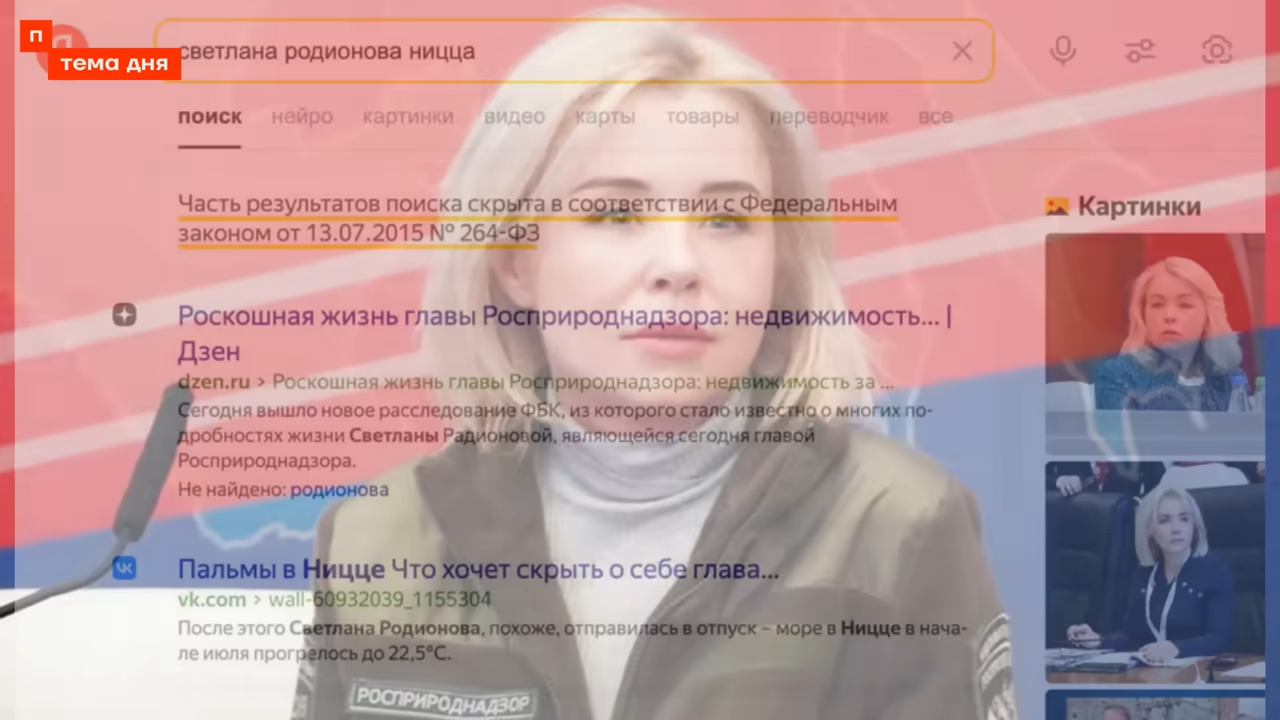 п
тема дня
светлана родионова ницца
поиск нейро картинки видео карты товары переводчик все
Часть результатов поиска скрыта в соответствии с Федеральным
законом от 13.07.2015 № 264-ФЗ
Картинки
Роскошная жизнь главы Росприроднадзора: недвижимость... |
Дзен
dzen.ru > Роскошная жизнь главы Росприроднадзора: недвижимость за ...
Сегодня вышло новое расследование ФБК, из которого стало известно о многих по-
дробностях жизни Светланы Радионовой, являющейся сегодня главой
Росприроднадзора.
Не найдено: родионова
Пальмы в Ницце Что хочет скрыть о себе глава...
vk.com > wall-60932039_1155304
После этого Светлана Родионова, похоже, отправилась в отпуск – море в Ницце в нача-
ле июля прогрелось до 22,5°C.
РОСПРИРОДНАДЗОР